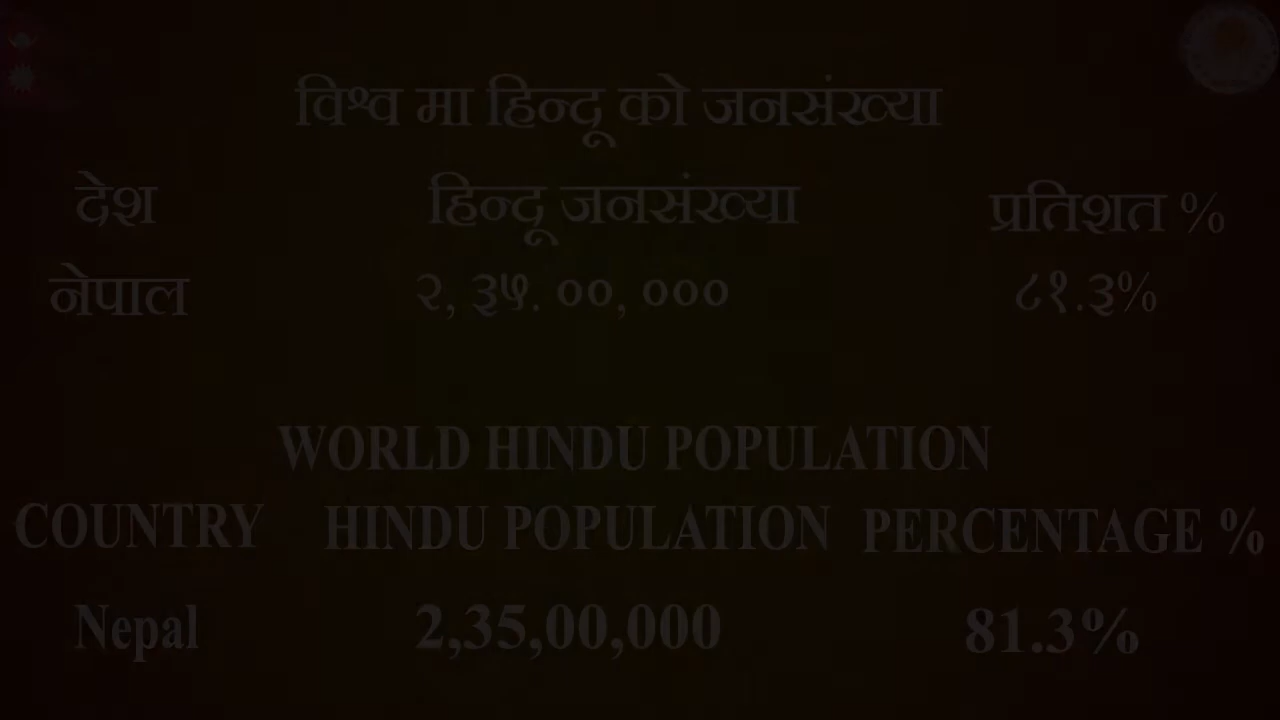 विश्व मा हिन्दू को जनसंख्या
देश हिन्दू जनसंख्या प्रतिशत %
नेपाल २, ३५. ००, ००० ८१.३%
WORLD HINDU POPULATION
COUNTRY HINDU POPULATION PERCENTAGE %
Nepal 2,35,00,000 81.3%